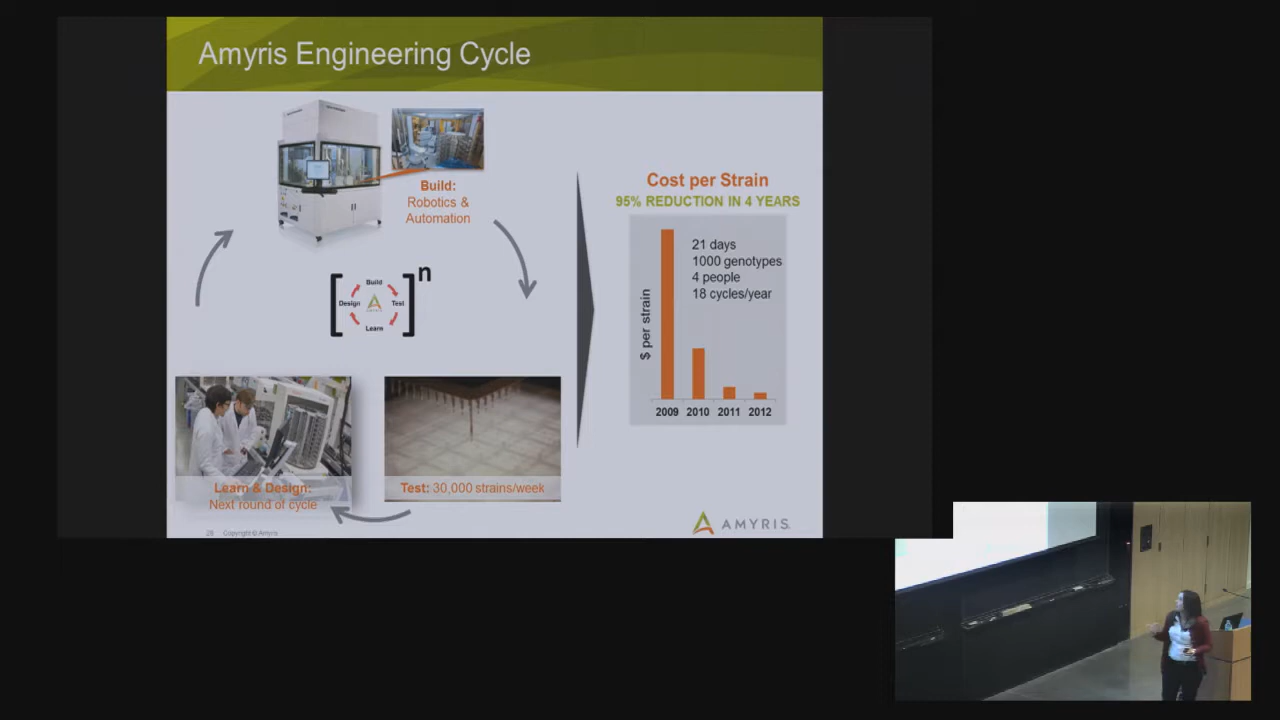 Amyris Engineering Cycle
Build:
Robotics &
Automation
n
Build
Design
Test
Learn
Learn & Design:
Next round of cycle
Test: 30,000 strains/week
Cost per Strain
95% REDUCTION IN 4 YEARS
21 days
1000 genotypes
4 people
18 cycles/year
$ per strain
2009 2010 2011 2012
28 Copyright © Amyris
AMYRIS